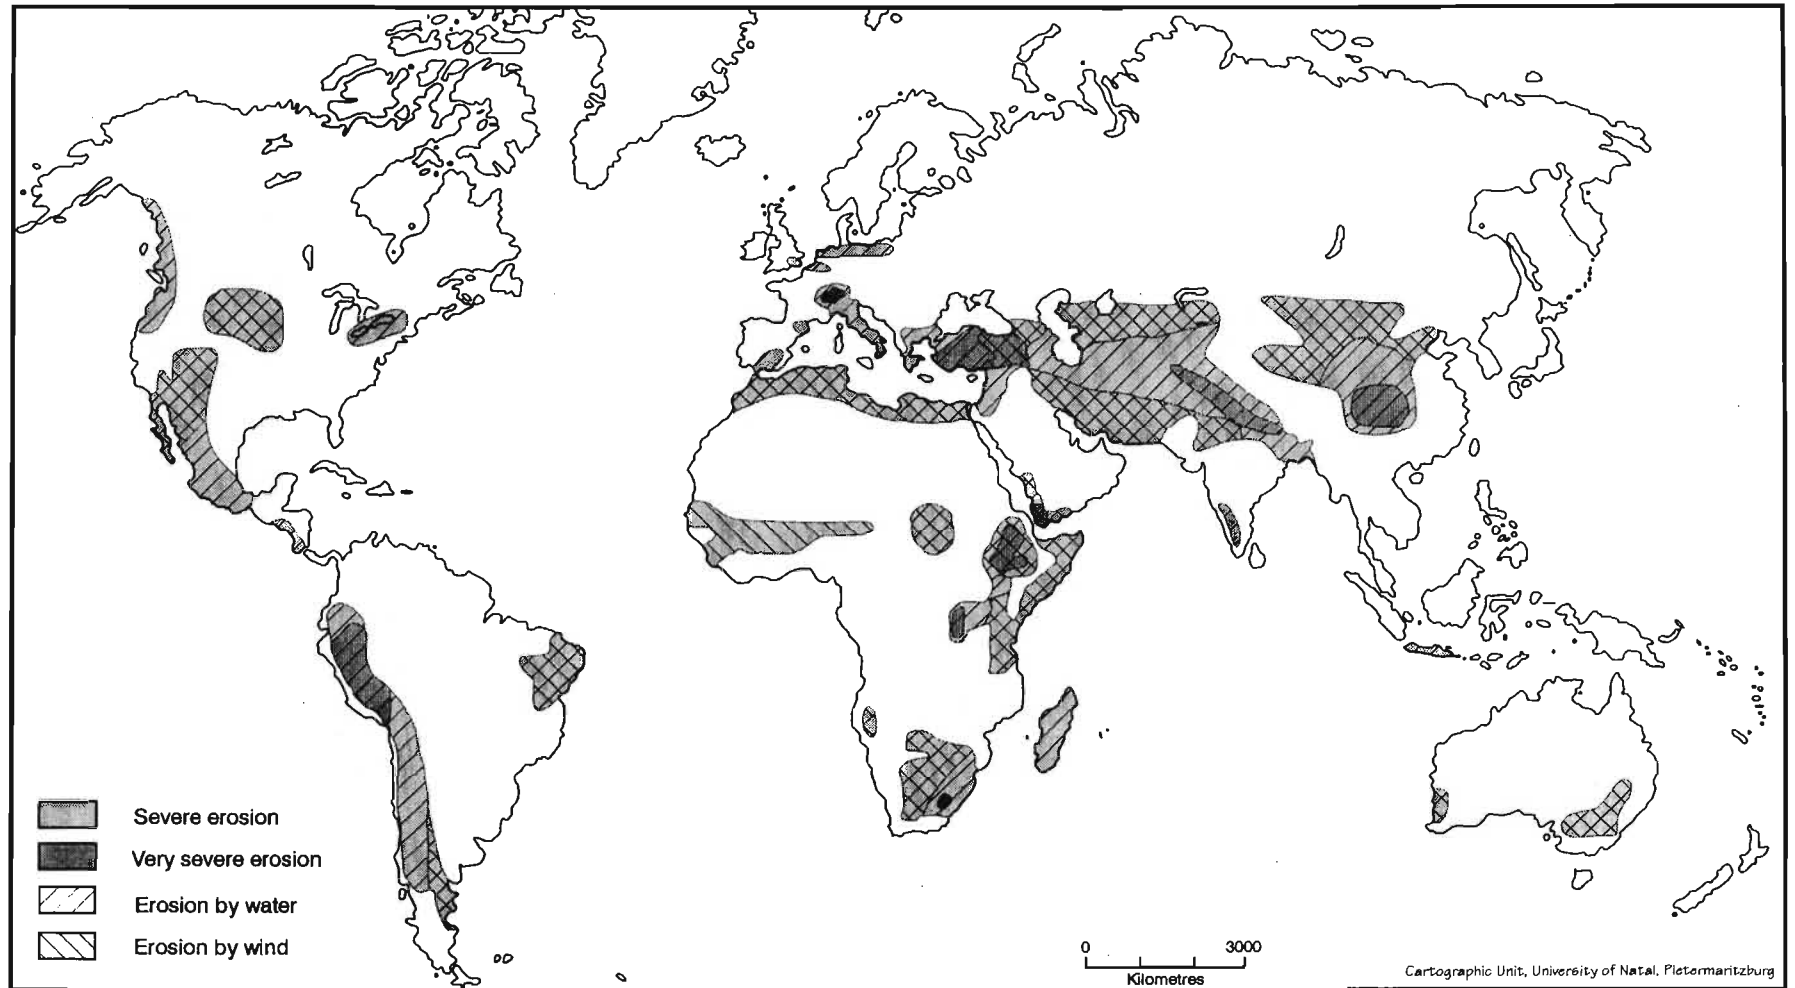 Severe erosion
Very severe erosion
Erosion by water
Erosion by wind
0 3000
Kilometres
Cartographic Unit, University of Natal, Pietermaritzburg